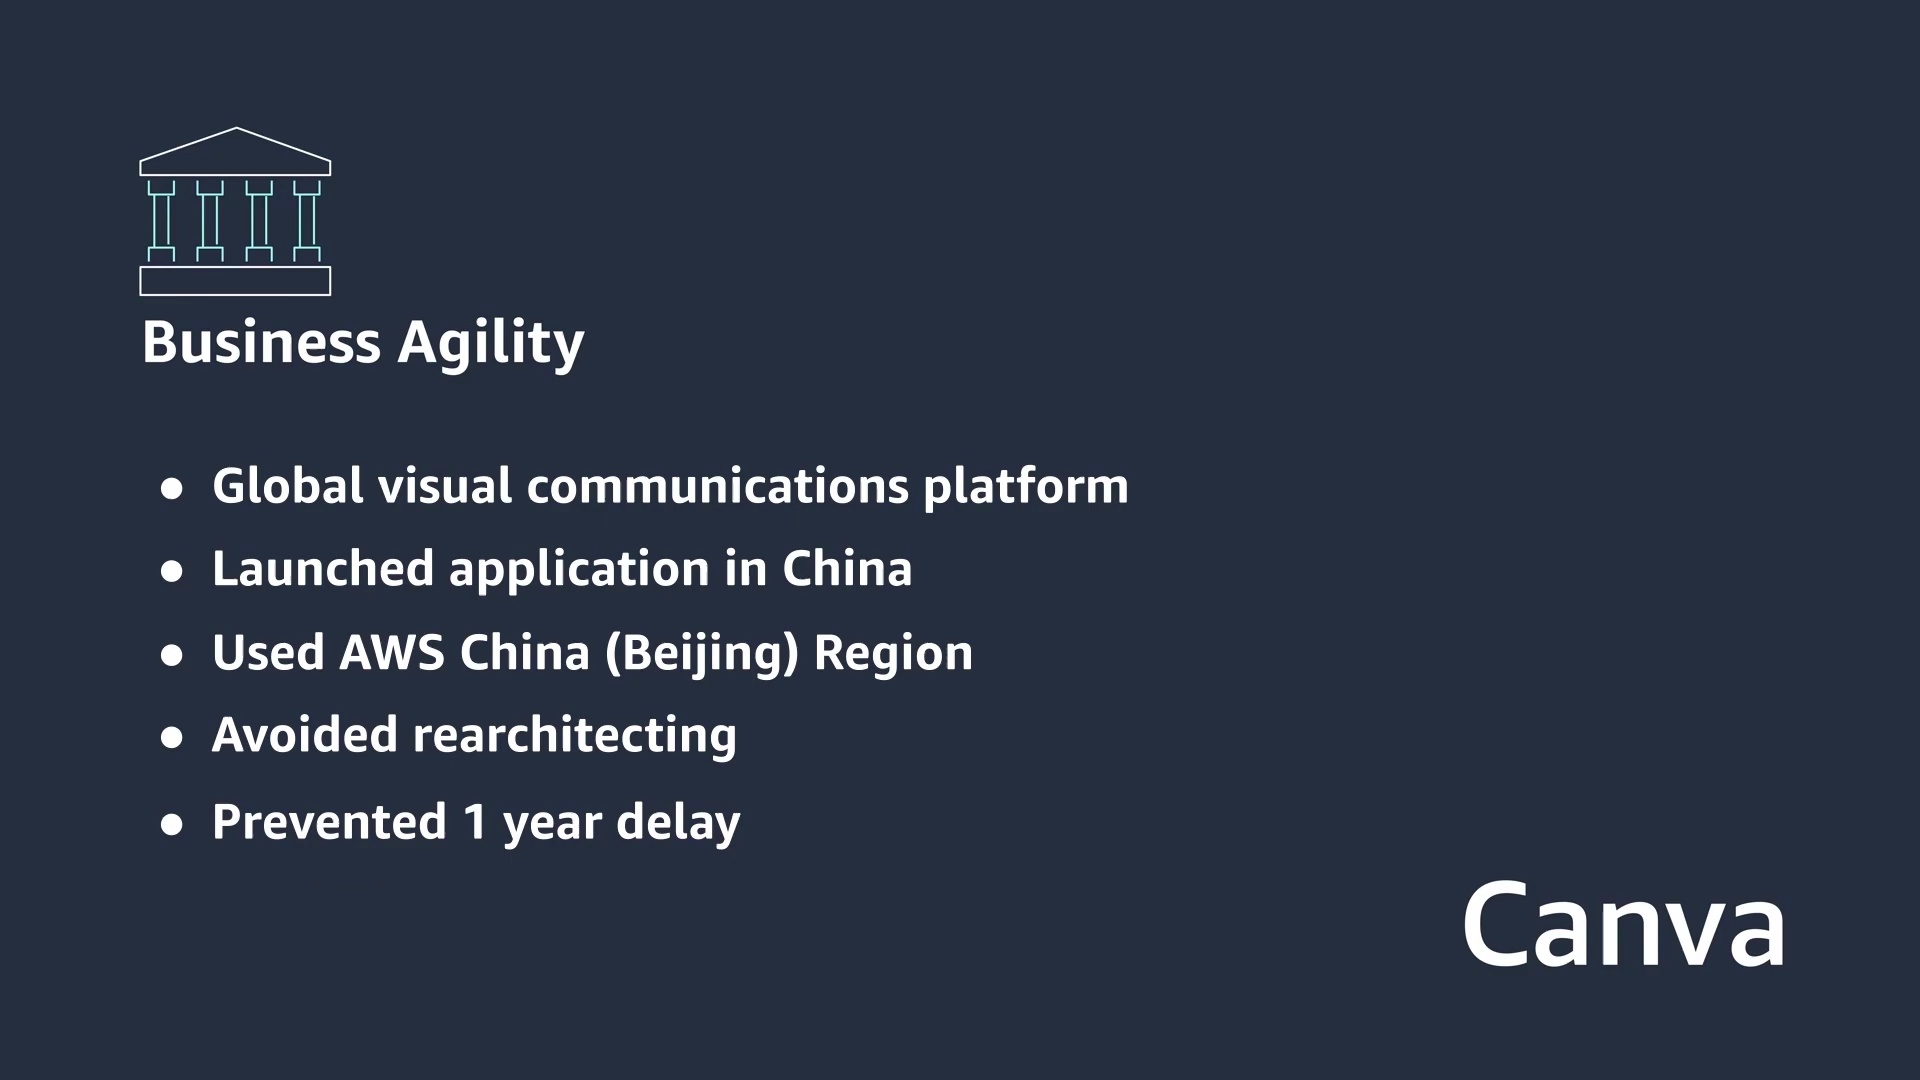 Business Agility
● Global visual communications platform
● Launched application in China
● Used AWS China (Beijing) Region
● Avoided rearchitecting
● Prevented 1 year delay
Canva